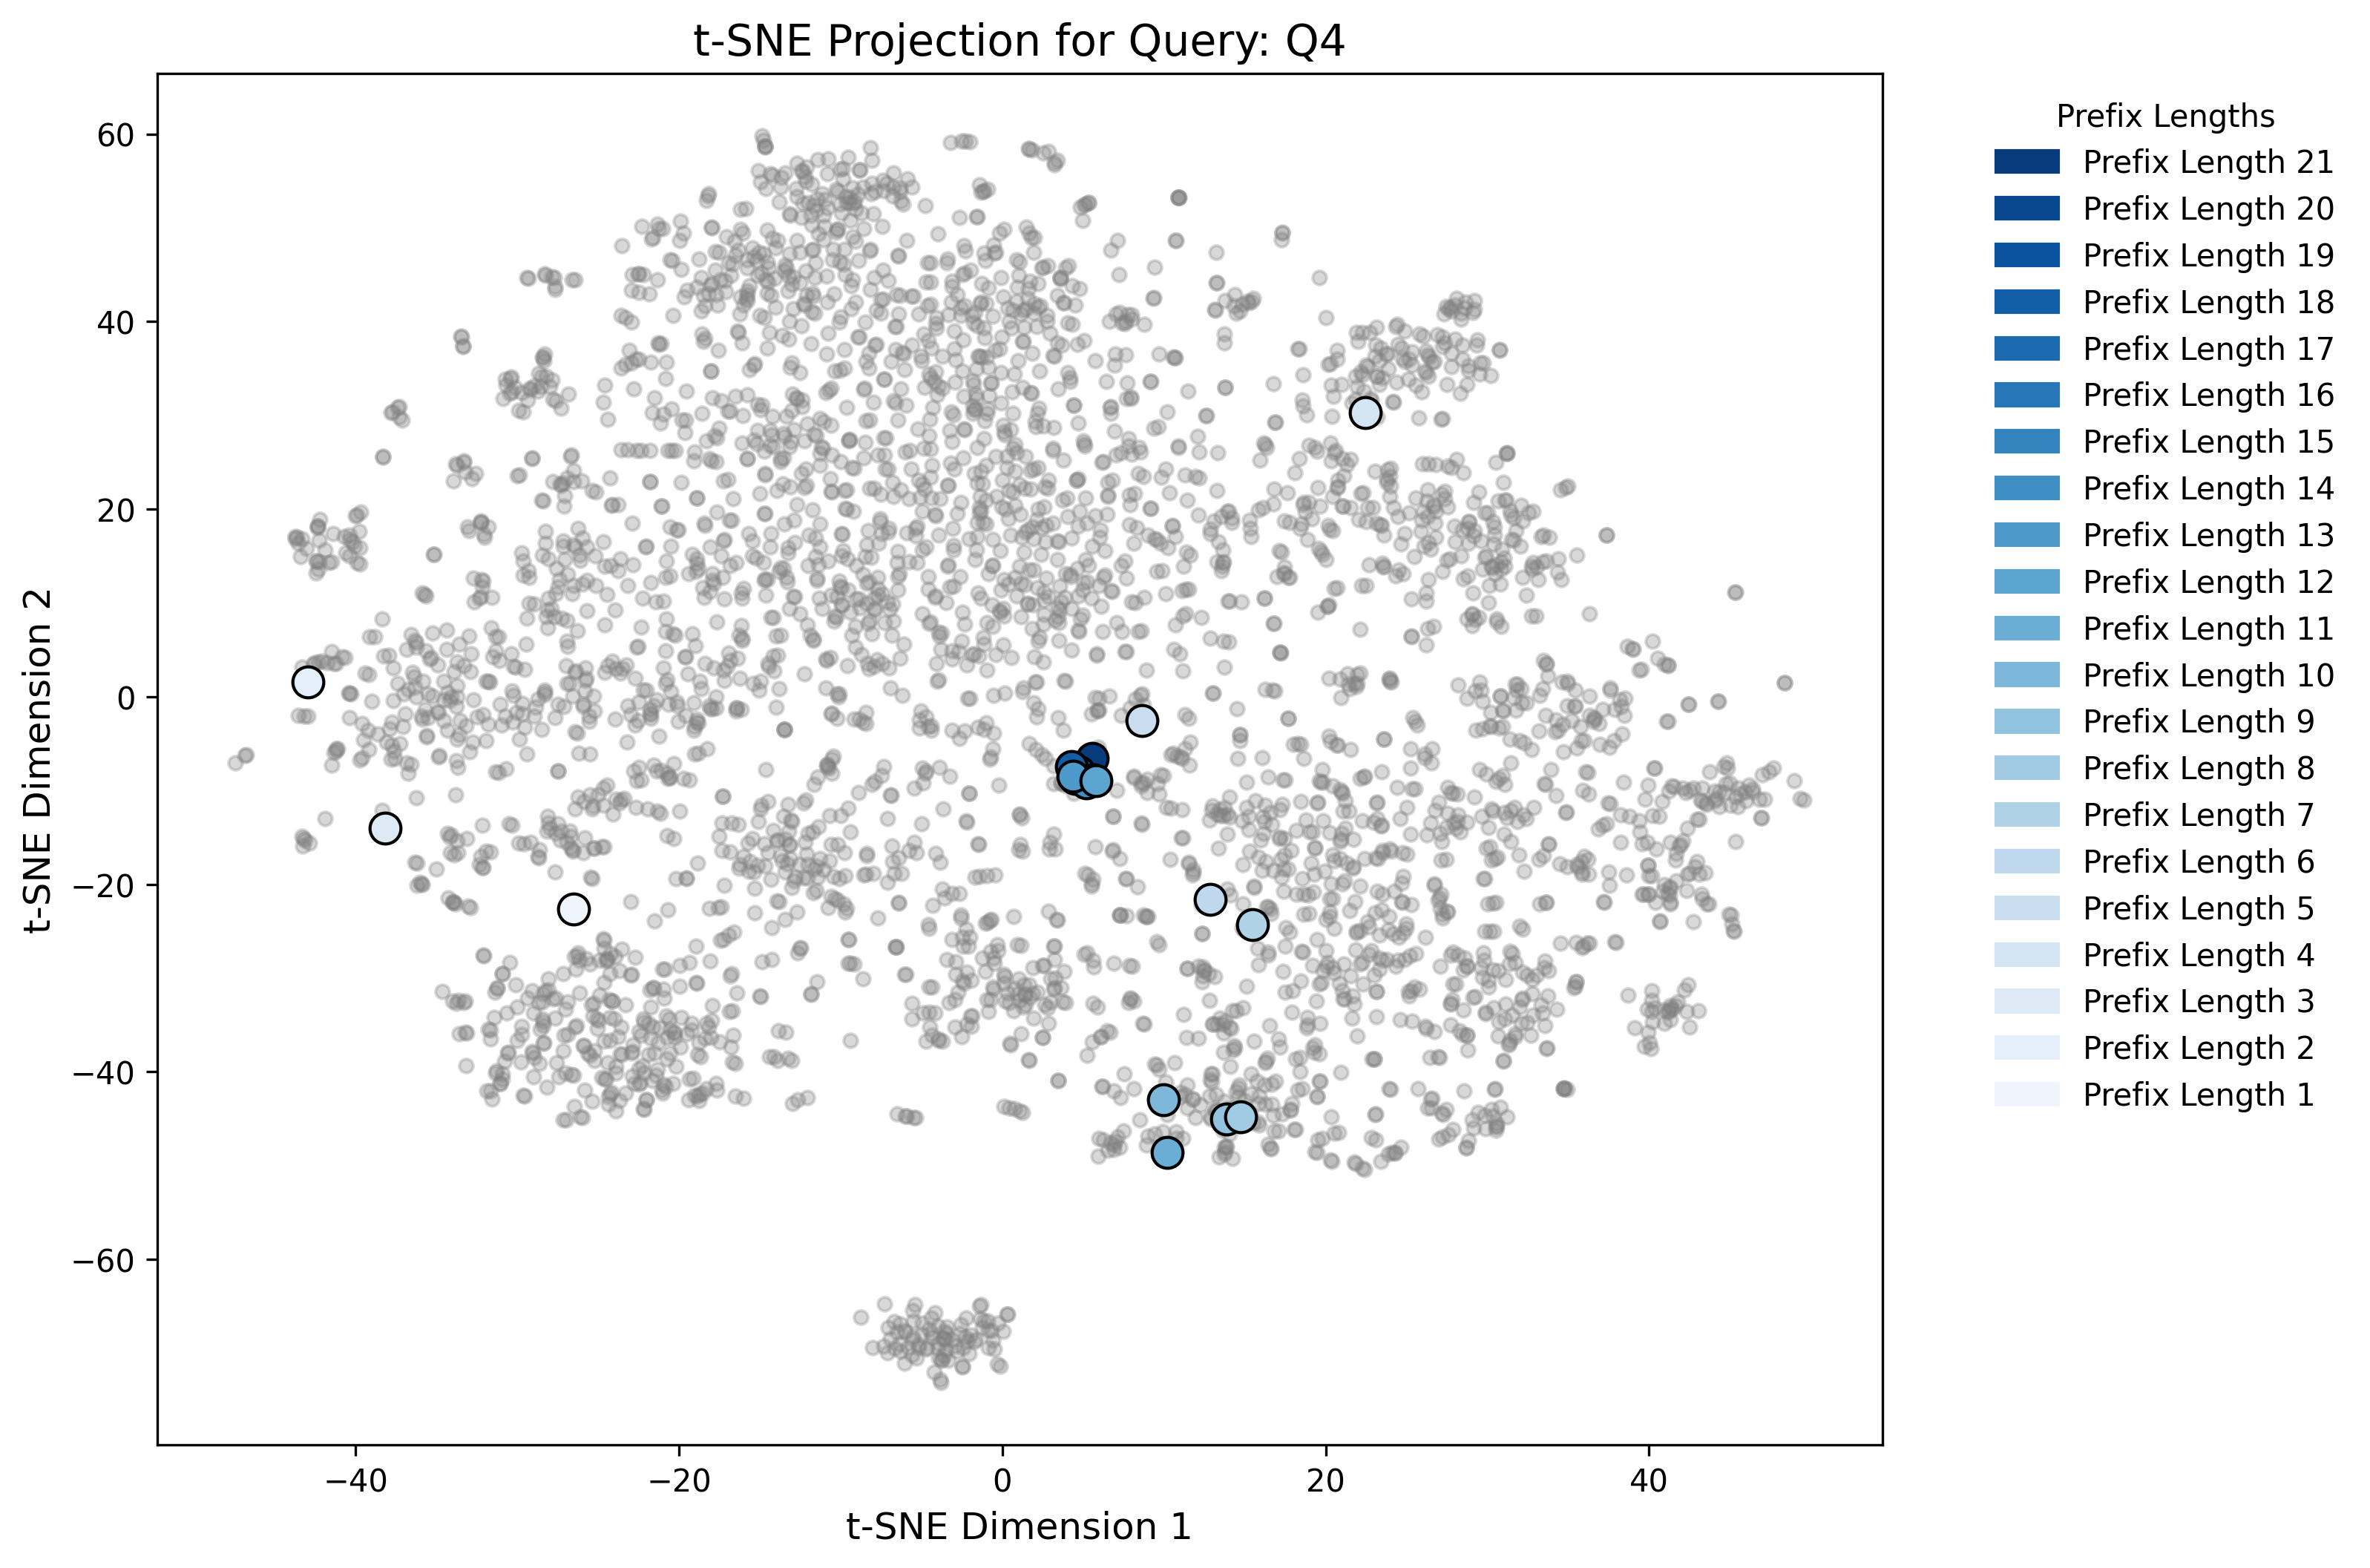 t-SNE Projection for Query: Q4
60
40
20
0
−20
−40
−60
t-SNE Dimension 2
−40
−20
0
20
40
t-SNE Dimension 1
Prefix Lengths
Prefix Length 21
Prefix Length 20
Prefix Length 19
Prefix Length 18
Prefix Length 17
Prefix Length 16
Prefix Length 15
Prefix Length 14
Prefix Length 13
Prefix Length 12
Prefix Length 11
Prefix Length 10
Prefix Length 9
Prefix Length 8
Prefix Length 7
Prefix Length 6
Prefix Length 5
Prefix Length 4
Prefix Length 3
Prefix Length 2
Prefix Length 1